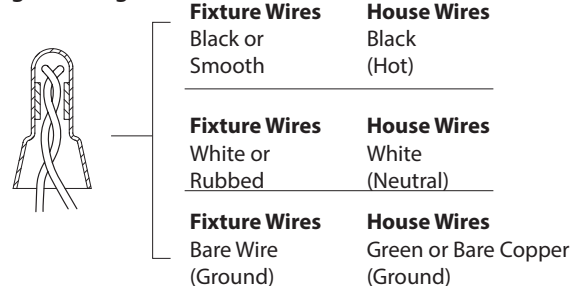 Fixture Wires House Wires
Black or Black
Smooth (Hot)
Fixture Wires House Wires
White or White
Rubbed (Neutral)
Fixture Wires House Wires
Bare Wire Green or Bare Copper
(Ground) (Ground)